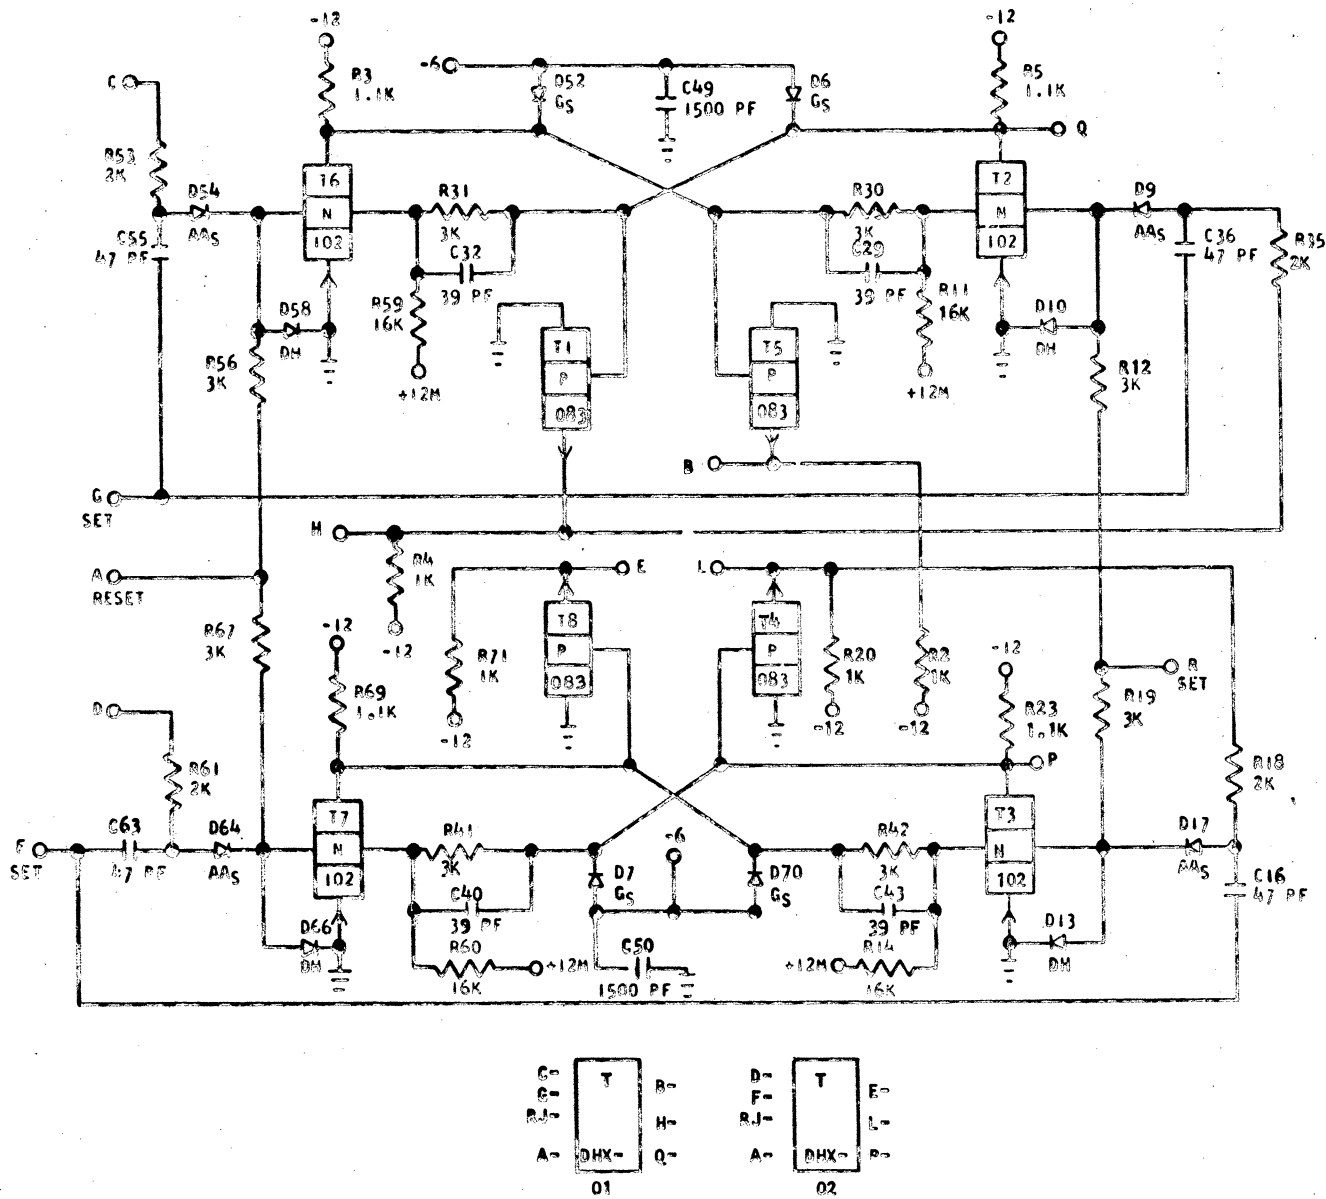 -12
-12
C
R3
1.1K
-6
D52
GS
C49
1500 PF
D6
GS
R5
1.1K
Q
R53
2K
D54
AAS
T6
N
102
R31
3K
C32
39 PF
R30
3K
C29
39 PF
T2
N
102
D9
AAS
C55
47 PF
C36
47 PF
R35
2K
R59
16K
+12M
R11
16K
+12M
D58
DH
D10
DH
R56
3K
R12
3K
T1
P
083
T5
P
083
B
G
SET
H
R4
1K
-12
A
RESET
E
L
R67
3K
-12
T8
P
083
T4
P
083
R71
1K
-12
R20
1K
-12
R2
1K
-12
-12
R
SET
R69
1.1K
R23
1.1K
R19
3K
D
R61
2K
P
R18
2K
F
SET
C63
47 PF
D64
AAS
T7
N
102
R41
3K
C40
39 PF
-6
D7
GS
D70
GS
R42
3K
C43
39 PF
T3
N
102
D17
AAS
C16
47 PF
D66
DH
R60
16K
+12M
C50
1500 PF
+12M
R14
16K
D13
DH
C-
G-
RJ-
A-
T
DHX-
B-
H-
Q-
01
D-
F-
RJ-
A-
T
DHX-
E-
L-
P-
02